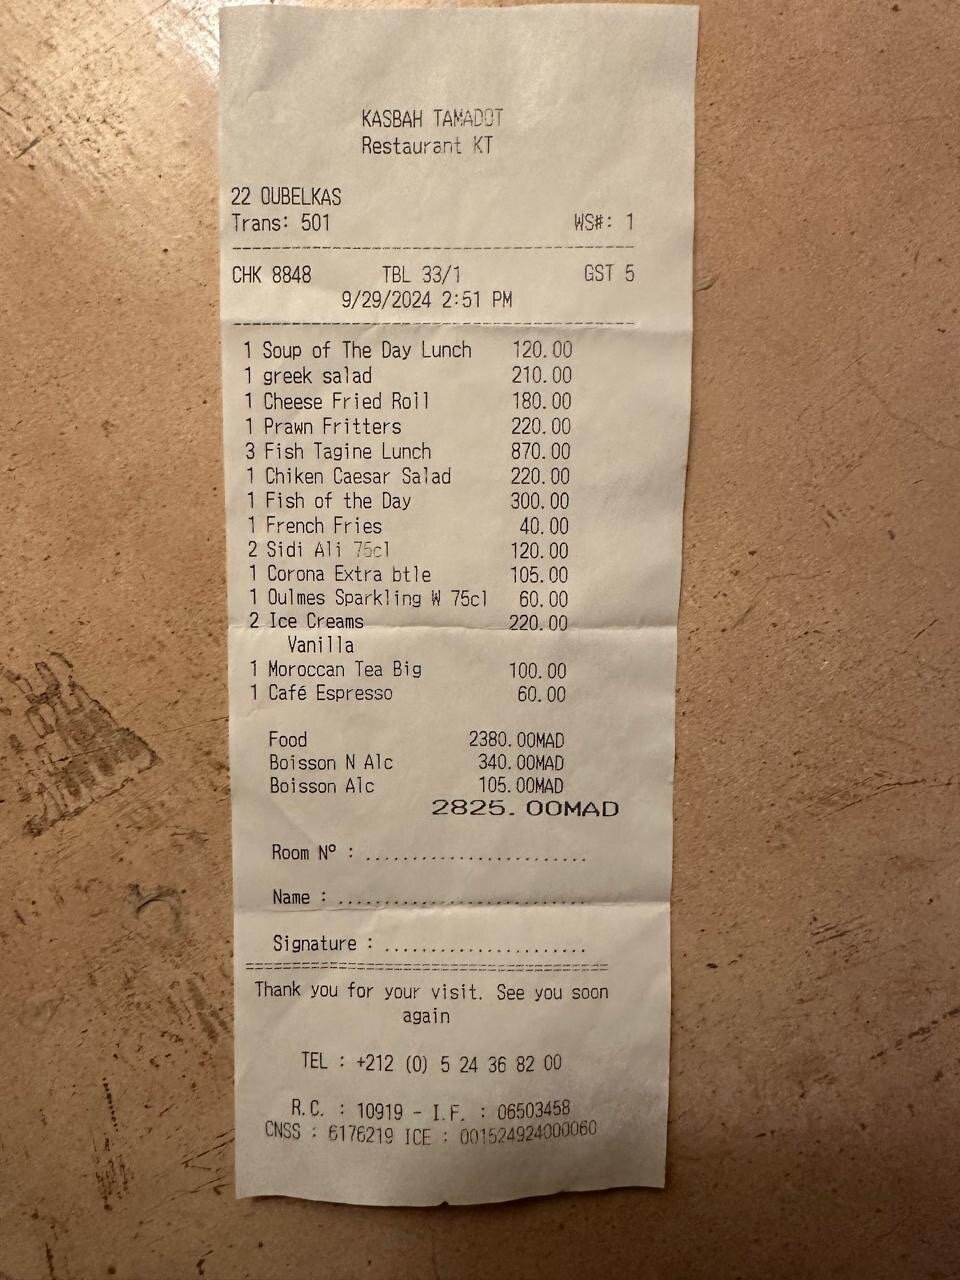 KASBAH TAMADOT
Restaurant KT
22 OUBELKAS
Trans: 501 WS#: 1
CHK 8848 TBL 33/1 GST 5
9/29/2024 2:51 PM
1 Soup of The Day Lunch 120.00
1 greek salad 210.00
1 Cheese Fried Roll 180.00
1 Prawn Fritters 220.00
3 Fish Tagine Lunch 870.00
1 Chiken Caesar Salad 220.00
1 Fish of the Day 300.00
1 French Fries 40.00
2 Sidi Ali 75cl 120.00
1 Corona Extra btle 105.00
1 Oulmes Sparkling W 75cl 60.00
2 Ice Creams 220.00
Vanilla
1 Moroccan Tea Big 100.00
1 Café Espresso 60.00
Food 2380.00MAD
Boisson N Alc 340.00MAD
Boisson Alc 105.00MAD
2825.00MAD
Room N° : ........................
Name : ...........................
Signature : ......................
Thank you for your visit. See you soon
again
TEL : +212 (0) 5 24 36 82 00
R.C. : 10919 - I.F. : 06503458
CNSS : 6176219 ICE : 001524924000060